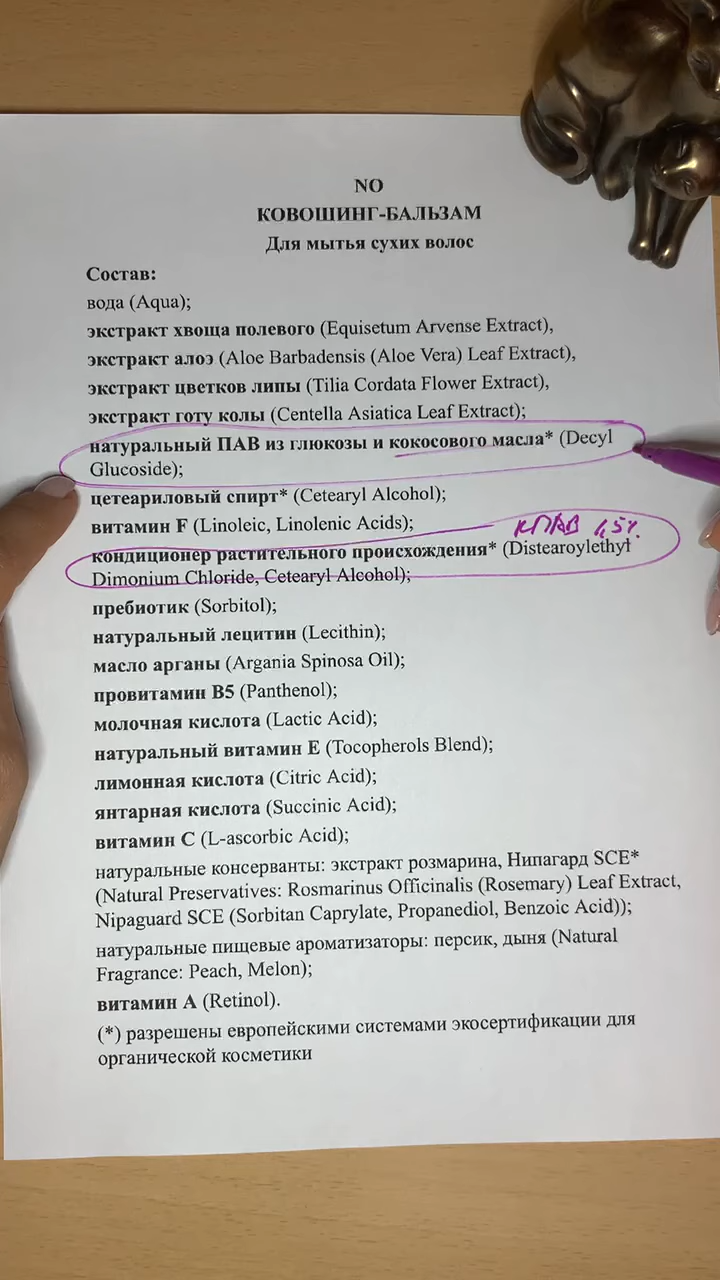 NO
КОВОШИНГ-БАЛЬЗАМ
Для мытья сухих волос
Состав:
вода (Aqua);
экстракт хвоща полевого (Equisetum Arvense Extract),
экстракт алоэ (Aloe Barbadensis (Aloe Vera) Leaf Extract),
экстракт цветков липы (Tilia Cordata Flower Extract),
экстракт готу колы (Centella Asiatica Leaf Extract);
натуральный ПАВ из глюкозы и кокосового масла* (Decyl
Glucoside);
цетеариловый спирт* (Cetearyl Alcohol);
витамин F (Linoleic, Linolenic Acids);
КПАВ 1,5%
кондиционер растительного происхождения* (Distearoylethyl
Dimonium Chloride, Cetearyl Alcohol);
пребиотик (Sorbitol);
натуральный лецитин (Lecithin);
масло арганы (Argania Spinosa Oil);
провитамин B5 (Panthenol);
молочная кислота (Lactic Acid);
натуральный витамин Е (Tocopherols Blend);
лимонная кислота (Citric Acid);
янтарная кислота (Succinic Acid);
витамин С (L-ascorbic Acid);
натуральные консерванты: экстракт розмарина, Нипагард SCE*
(Natural Preservatives: Rosmarinus Officinalis (Rosemary) Leaf Extract,
Nipaguard SCE (Sorbitan Caprylate, Propanediol, Benzoic Acid));
натуральные пищевые ароматизаторы: персик, дыня (Natural
Fragrance: Peach, Melon);
витамин А (Retinol).
(*) разрешены европейскими системами экосертификации для
органической косметики